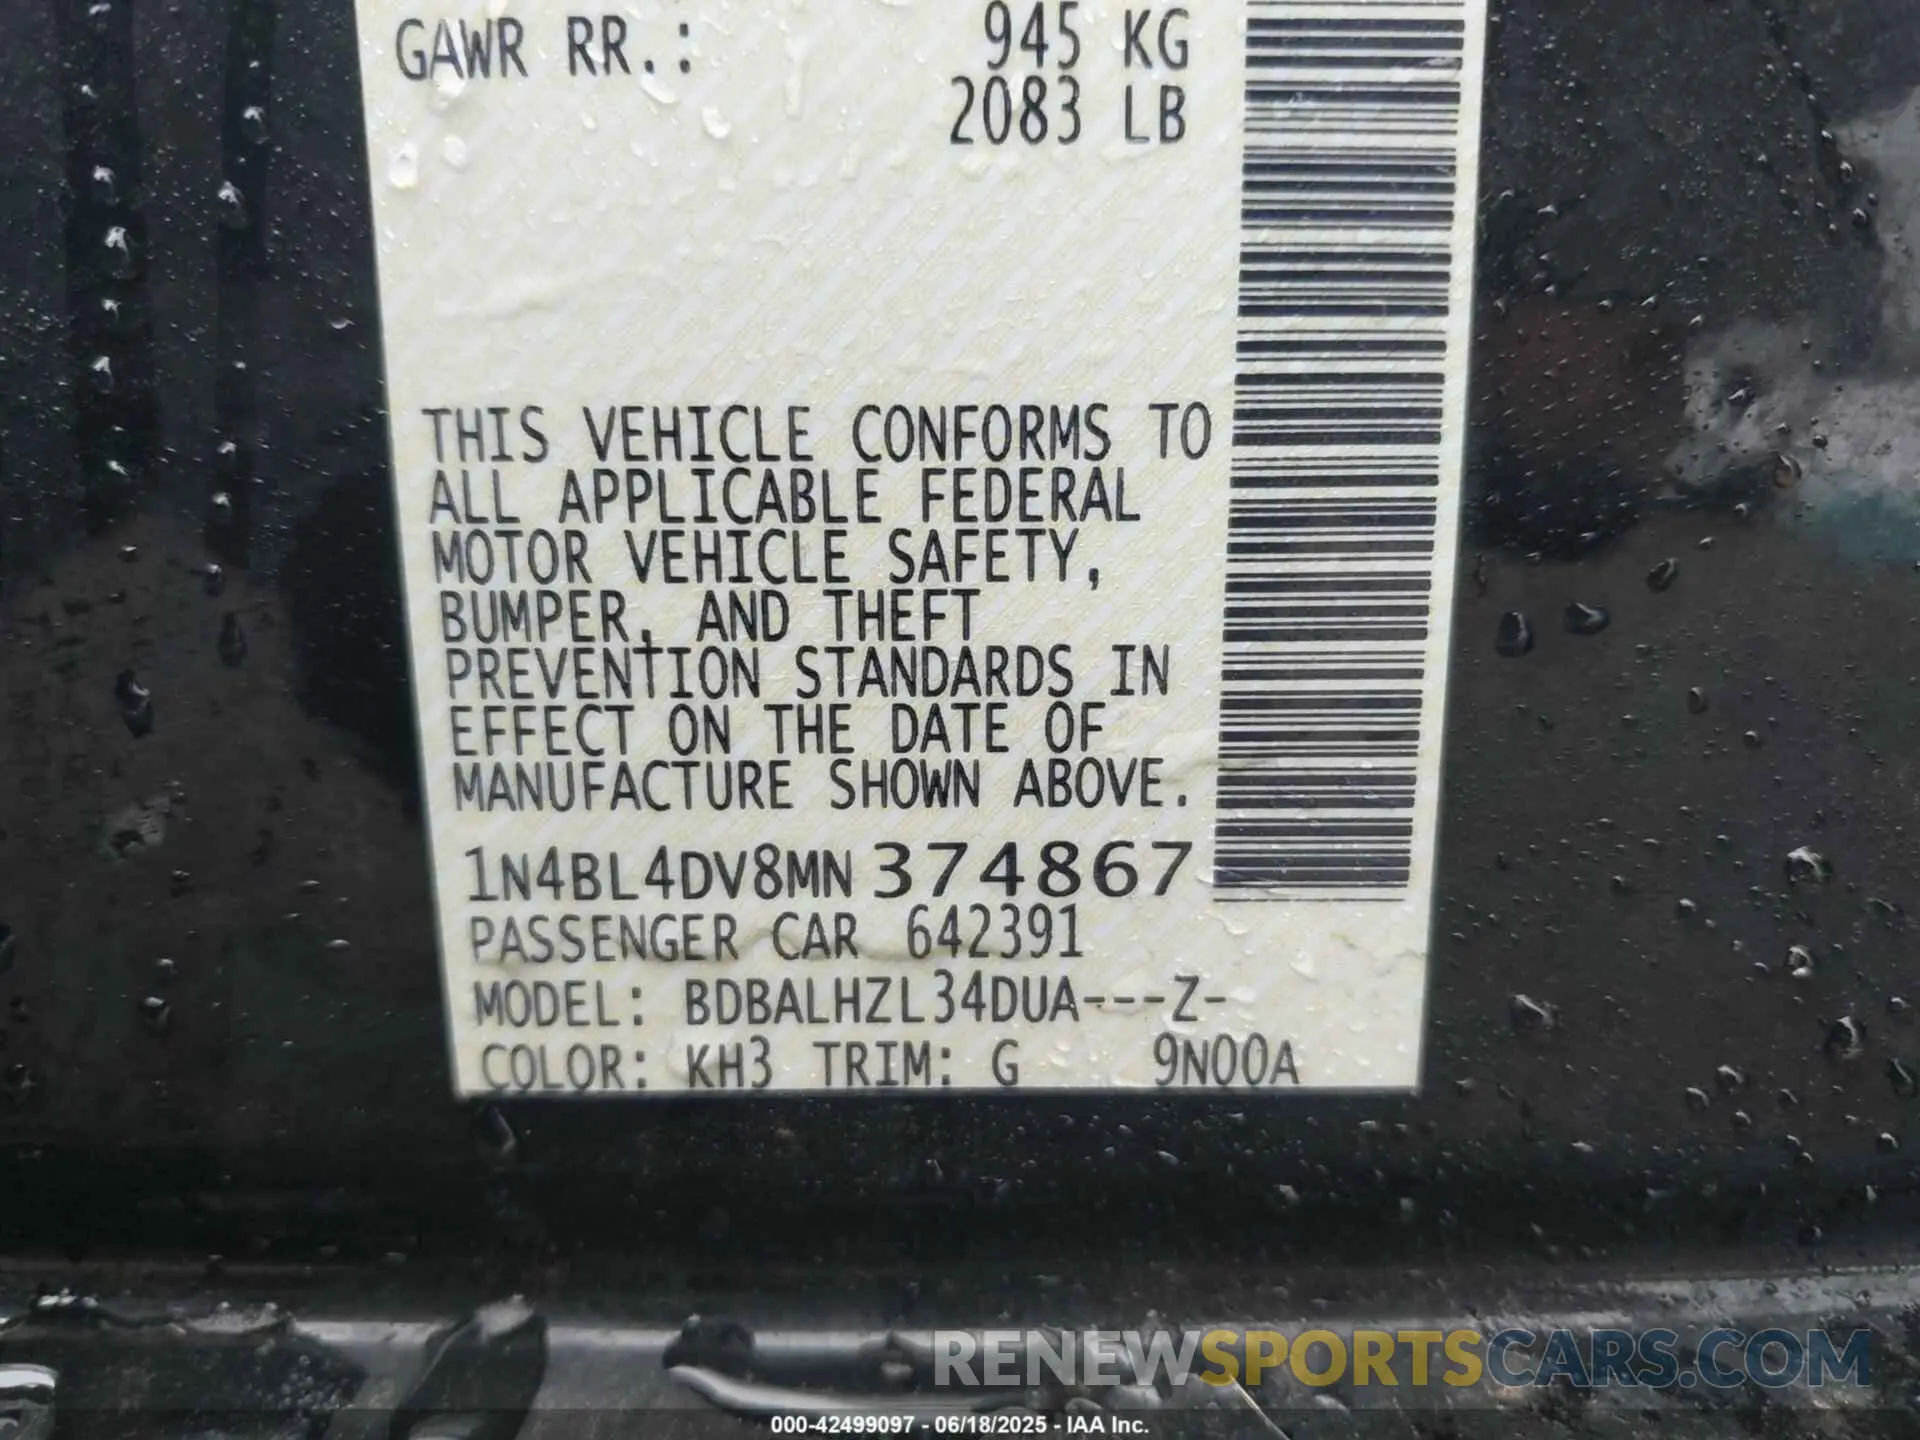 GAWR RR.: 945 KG
2083 LB
THIS VEHICLE CONFORMS TO
ALL APPLICABLE FEDERAL
MOTOR VEHICLE SAFETY,
BUMPER, AND THEFT
PREVENTION STANDARDS IN
EFFECT ON THE DATE OF
MANUFACTURE SHOWN ABOVE.
1N4BL4DV8MN374867
PASSENGER CAR 642391
MODEL: BDBALHZL34DUA---Z-
COLOR: KH3 TRIM: G 9N00A
RENEWSPORTSCARS.COM
000-42499097 - 06/18/2025 - IAA Inc.